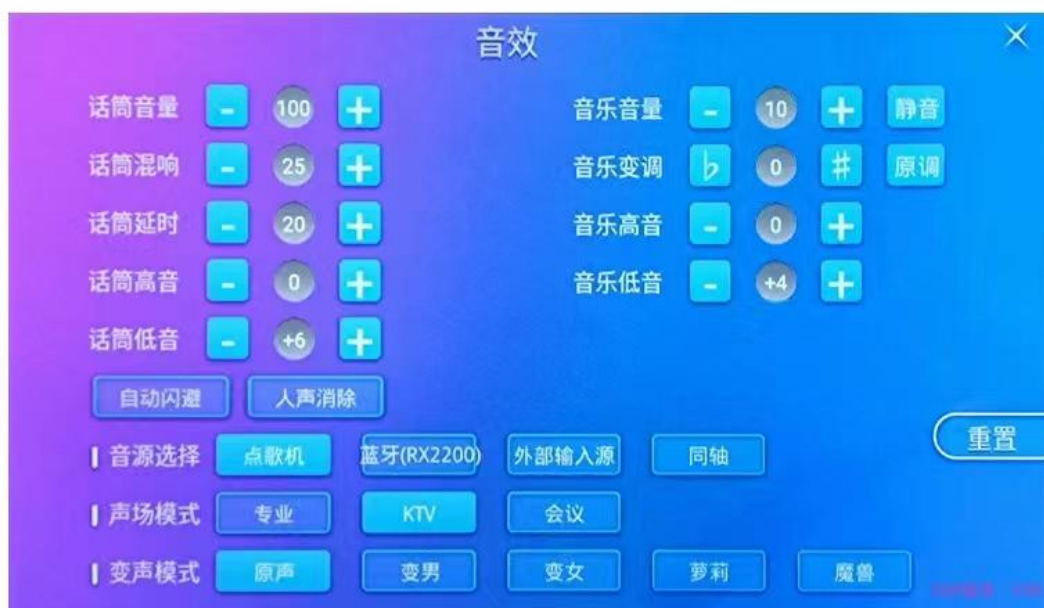 音效
话筒音量 - 100 + 音乐音量 - 10 + 静音
话筒混响 - 25 + 音乐变调 ♭ 0 ♯ 原调
话筒延时 - 20 + 音乐高音 - 0 +
话筒高音 - 0 + 音乐低音 - +4 +
话筒低音 - +6 +
自动闪避 人声消除
重置
音源选择 点歌机 蓝牙(RX2200) 外部输入源 同轴
声场模式 专业 KTV 会议
变声模式 原声 变男 变女 萝莉 魔兽